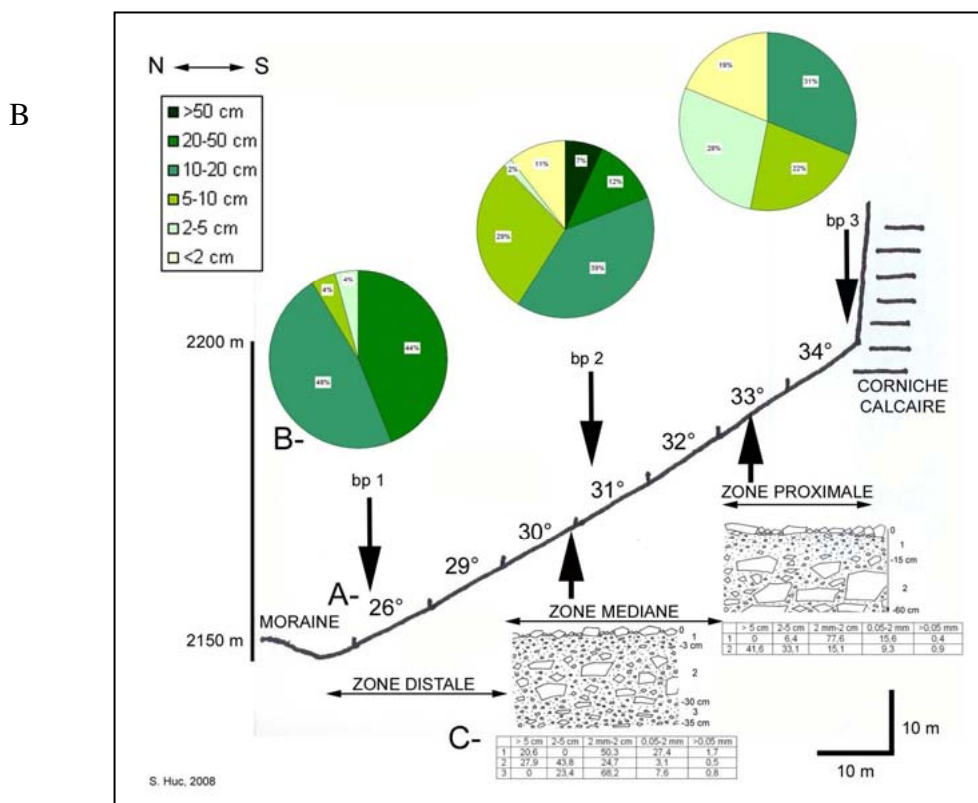 B
N S
>50 cm
20-50 cm
10-20 cm
5-10 cm
2-5 cm
<2 cm
19%
31%
28%
22%
2%
11%
7%
12%
29%
39%
4%
4%
44%
48%
B-
bp 1
bp 2
bp 3
2200 m
2150 m
34°
33°
32°
31°
30°
29°
26°
A-
CORNICHE
CALCAIRE
MORAINE
ZONE PROXIMALE
ZONE MEDIANE
ZONE DISTALE
0
1
-15 cm
2
-60 cm
> 5 cm 2-5 cm 2 mm-2 cm 0,05-2 mm >0.05 mm
1 0 6,4 77,6 15,6 0,4
2 41,6 33,1 15,1 9,3 0,9
0
1
-3 cm
2
-30 cm
3
-35 cm
C-
> 5 cm 2-5 cm 2 mm-2 cm 0,05-2 mm >0.05 mm
1 20,6 0 50,3 27,4 1,7
2 27,9 43,8 24,7 3,1 0,5
3 0 23,4 68,2 7,6 0,8
10 m
10 m
S. Huc, 2008